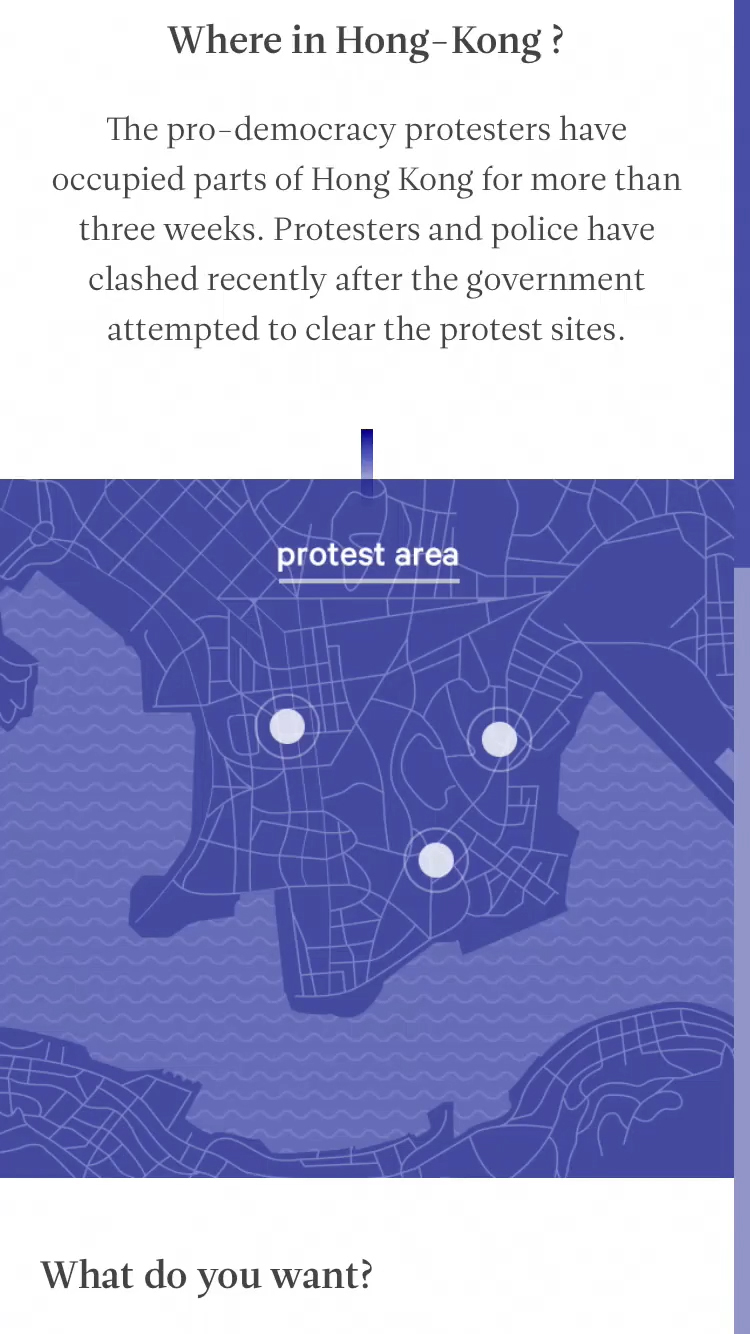 Where in Hong-Kong ?
The pro-democracy protesters have
occupied parts of Hong Kong for more than
three weeks. Protesters and police have
clashed recently after the government
attempted to clear the protest sites.
protest area
What do you want?